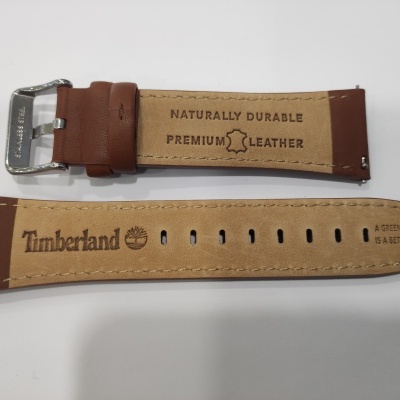 STAINLESS STEEL
NATURALLY DURABLE
PREMIUM LEATHER
Timberland
A GREEN
IS A BET